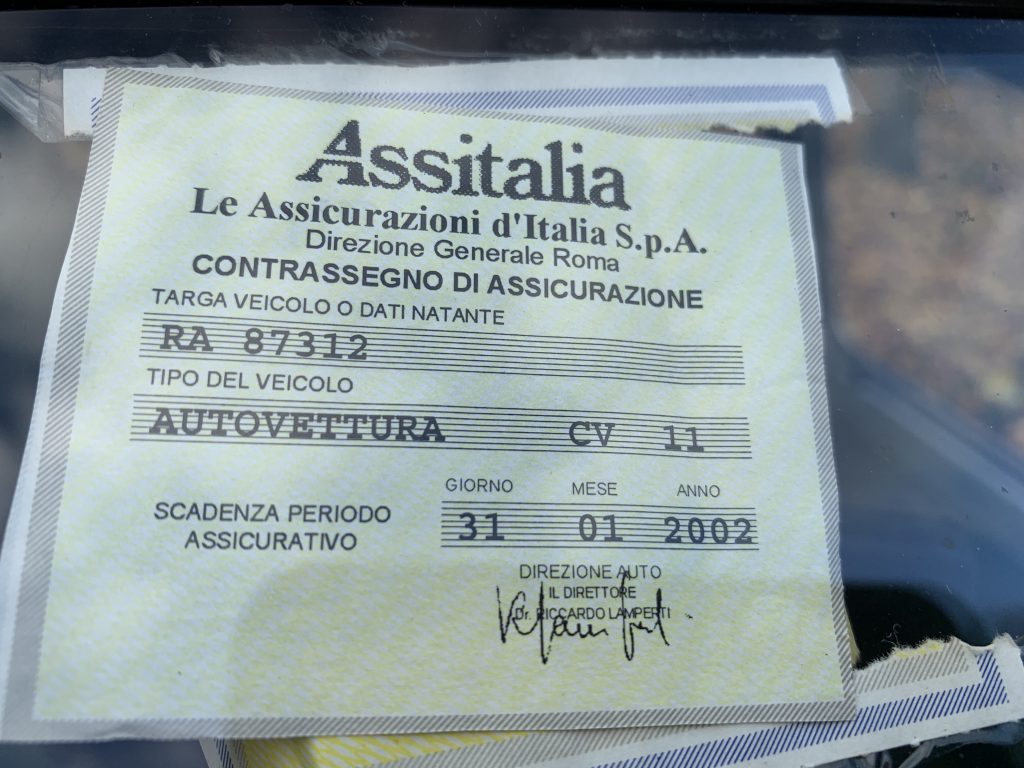 Assitalia
Le Assicurazioni d'Italia S.p.A.
Direzione Generale Roma
CONTRASSEGNO DI ASSICURAZIONE
TARGA VEICOLO O DATI NATANTE
RA 87312
TIPO DEL VEICOLO
AUTOVETTURA CV 11
GIORNO MESE ANNO
SCADENZA PERIODO
ASSICURATIVO
31 01 2002
DIREZIONE AUTO
IL DIRETTORE
Dr. RICCARDO LAMPERTI